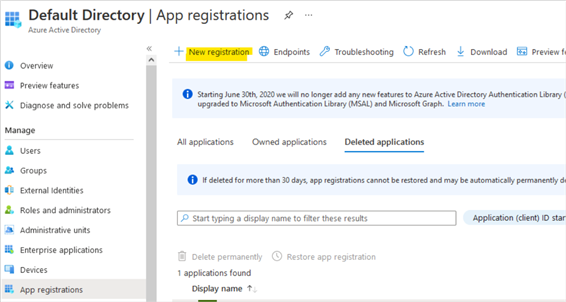 Default Directory | App registrations
Azure Active Directory
«
New registration
Endpoints
Troubleshooting
Refresh
Download
Preview fe
Overview
Preview features
Diagnose and solve problems
Manage
Users
Groups
External Identities
Roles and administrators
Administrative units
Enterprise applications
Devices
App registrations
Starting June 30th, 2020 we will no longer add any new features to Azure Active Directory Authentication Library (
upgraded to Microsoft Authentication Library (MSAL) and Microsoft Graph. Learn more
All applications Owned applications Deleted applications
If deleted for more than 30 days, app registrations cannot be restored and may be automatically permanently de
Start typing a display name to filter these results
Application (client) ID star
Delete permanently
Restore app registration
1 applications found
Display name ↑↓